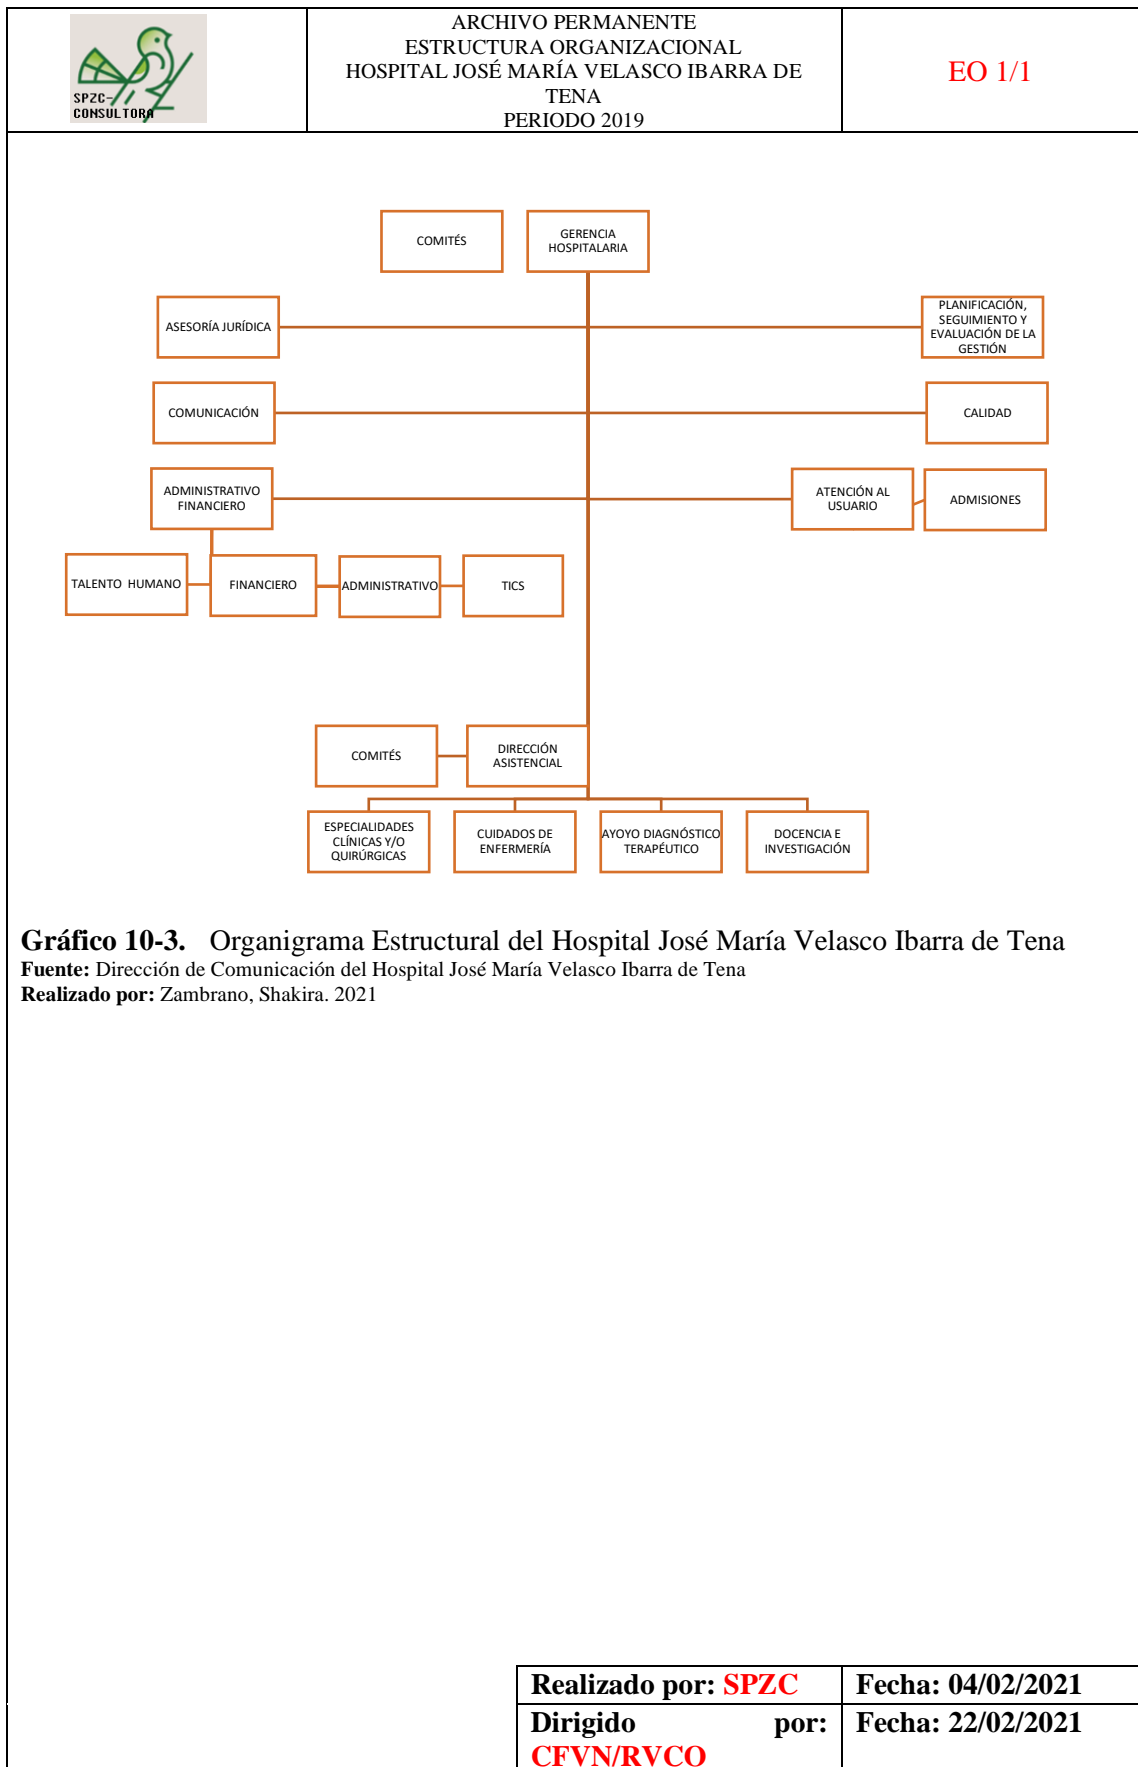 SPZC-
CONSULTORA
ARCHIVO PERMANENTE
ESTRUCTURA ORGANIZACIONAL
HOSPITAL JOSÉ MARÍA VELASCO IBARRA DE
TENA
PERIODO 2019
EO 1/1
COMITÉS
GERENCIA
HOSPITALARIA
ASESORÍA JURÍDICA
PLANIFICACIÓN,
SEGUIMIENTO Y
EVALUACIÓN DE LA
GESTIÓN
COMUNICACIÓN
CALIDAD
ADMINISTRATIVO
FINANCIERO
ATENCIÓN AL
USUARIO
ADMISIONES
TALENTO HUMANO
FINANCIERO
ADMINISTRATIVO
TICS
COMITÉS
DIRECCIÓN
ASISTENCIAL
ESPECIALIDADES
CLÍNICAS Y/O
QUIRÚRGICAS
CUIDADOS DE
ENFERMERÍA
AYOYO DIAGNÓSTICO
TERAPÉUTICO
DOCENCIA E
INVESTIGACIÓN
Gráfico 10-3. Organigrama Estructural del Hospital José María Velasco Ibarra de Tena
Fuente: Dirección de Comunicación del Hospital José María Velasco Ibarra de Tena
Realizado por: Zambrano, Shakira. 2021
Realizado por: SPZC
Fecha: 04/02/2021
Dirigido por:
CFVN/RVCO
Fecha: 22/02/2021